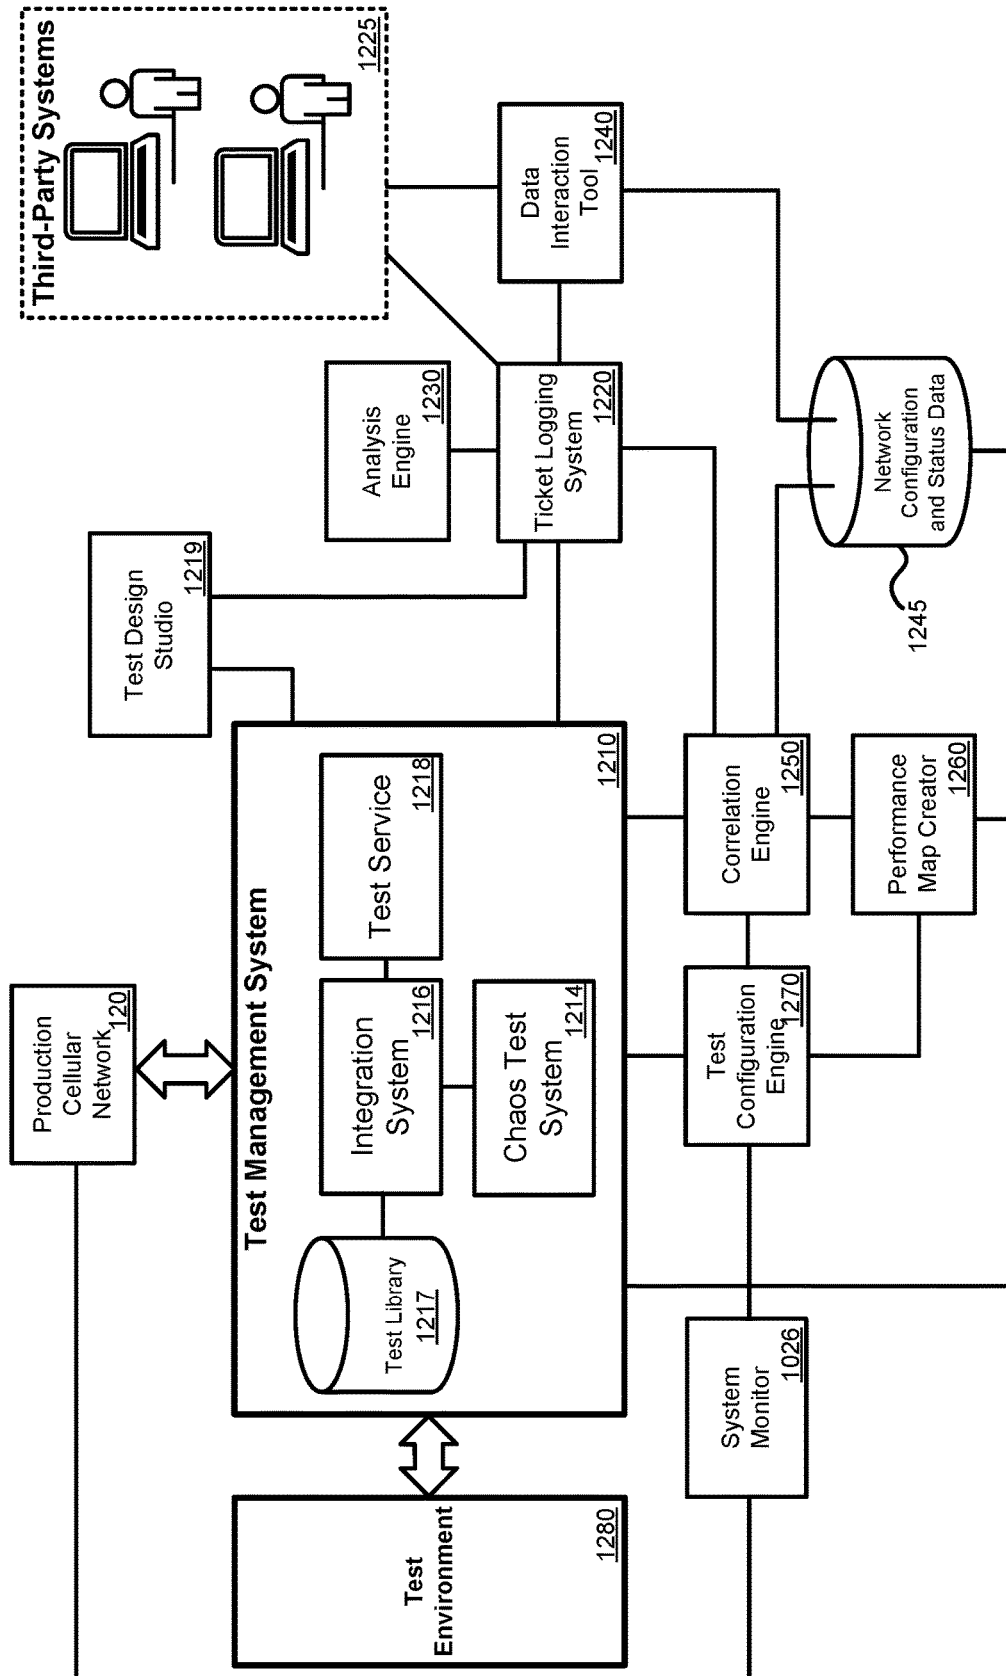 Third-Party Systems
1225
Production
Cellular
Network
120
Test Design
Studio
1219
Analysis
Engine
1230
Data
Interaction
Tool
1240
Test Management System
Test Library
1217
Integration
System
1216
Test Service
1218
Chaos Test
System
1214
1210
Ticket Logging
System
1220
Test
Environment
1280
System
Monitor
1026
Test
Configuration
Engine
1270
Correlation
Engine
1250
Performance
Map Creator
1260
Network
Configuration
and Status Data
1245